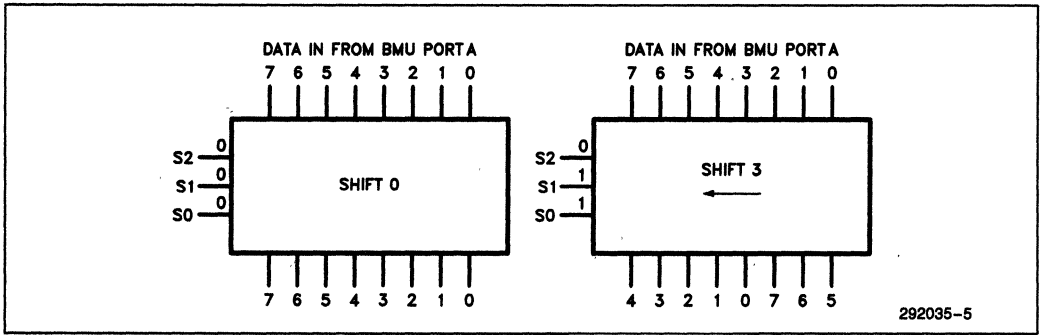 DATA IN FROM BMU PORT A
7 6 5 4 3 2 1 0
S2 0
S1 0
S0 0
SHIFT 0
7 6 5 4 3 2 1 0
DATA IN FROM BMU PORT A
7 6 5 4 3 2 1 0
S2 0
S1 1
S0 1
SHIFT 3
4 3 2 1 0 7 6 5
292035-5